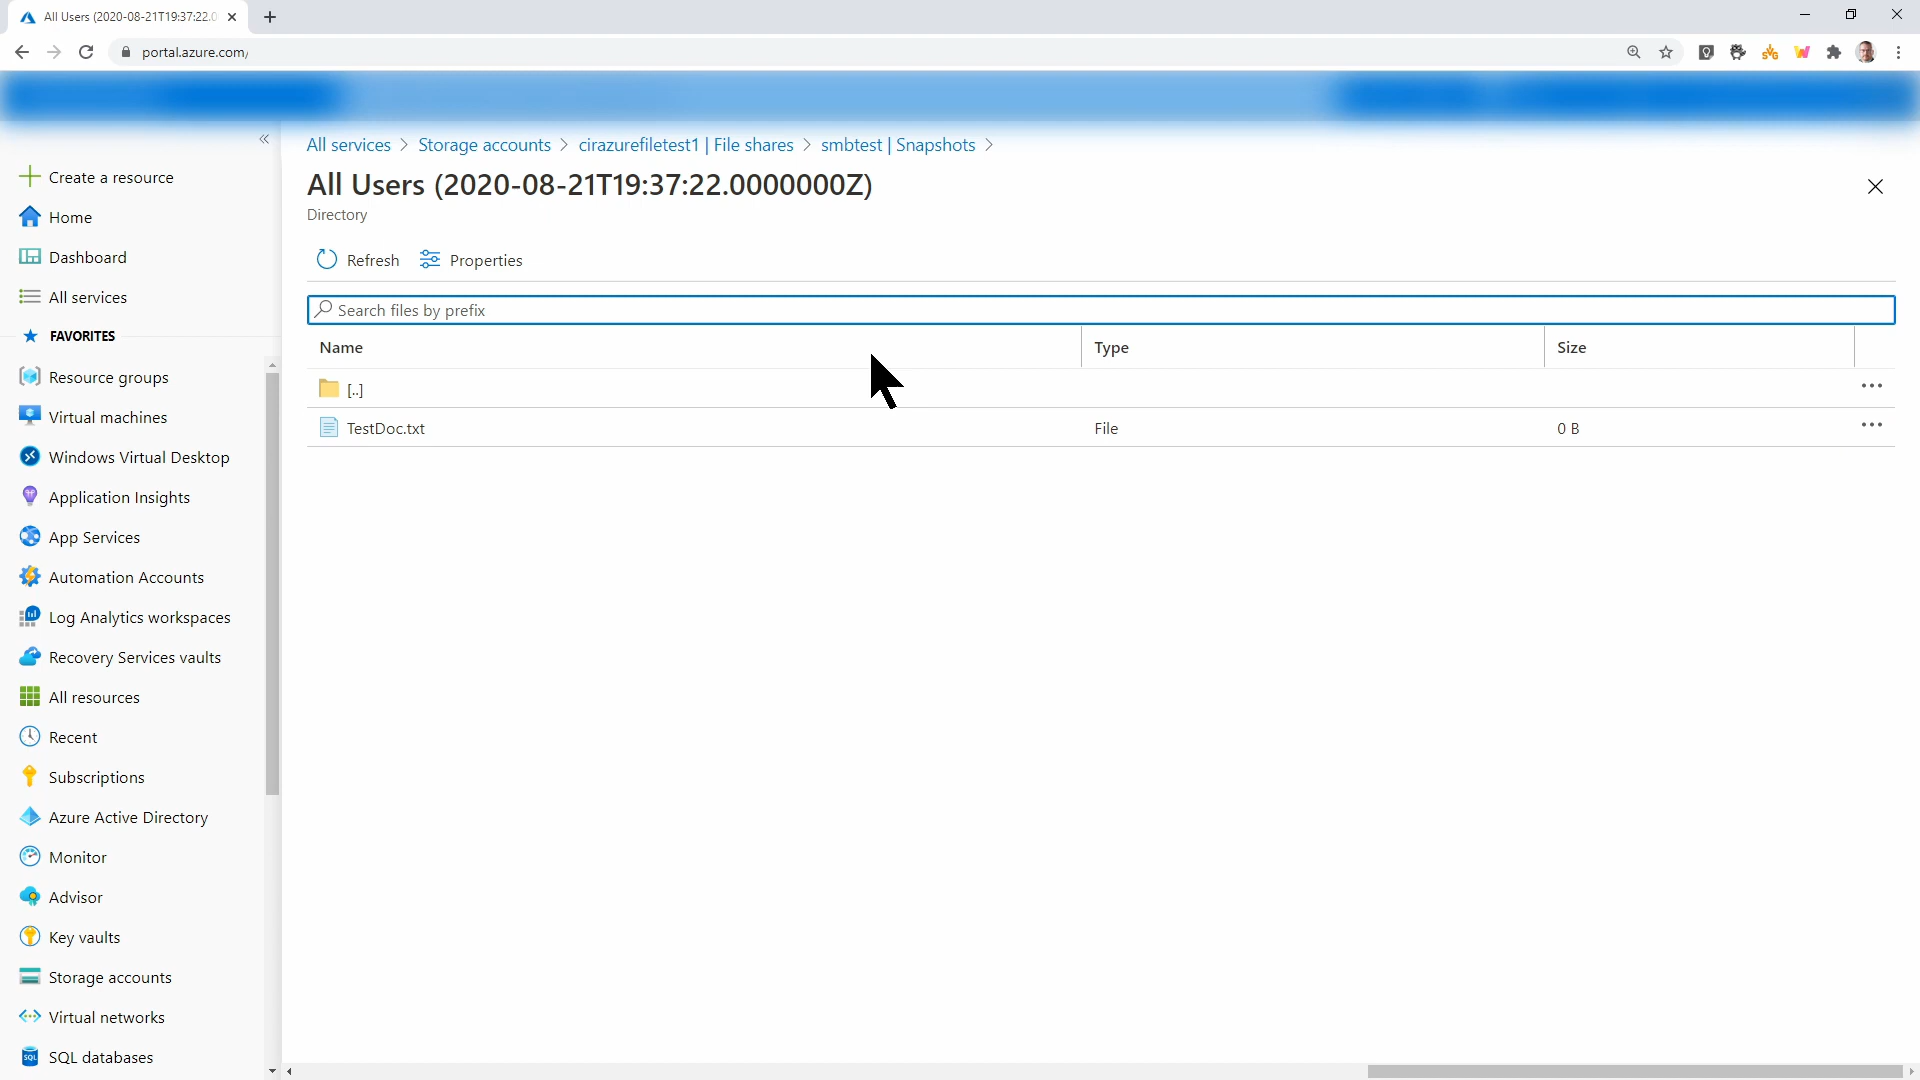 All Users (2020-08-21T19:37:22.0
portal.azure.com/
All services > Storage accounts > cirazurefiletest1 | File shares > smbtest | Snapshots >
All Users (2020-08-21T19:37:22.0000000Z)
Directory
Refresh Properties
Search files by prefix
Name Type Size
[..]
TestDoc.txt File 0 B
Create a resource
Home
Dashboard
All services
FAVORITES
Resource groups
Virtual machines
Windows Virtual Desktop
Application Insights
App Services
Automation Accounts
Log Analytics workspaces
Recovery Services vaults
All resources
Recent
Subscriptions
Azure Active Directory
Monitor
Advisor
Key vaults
Storage accounts
Virtual networks
SQL databases